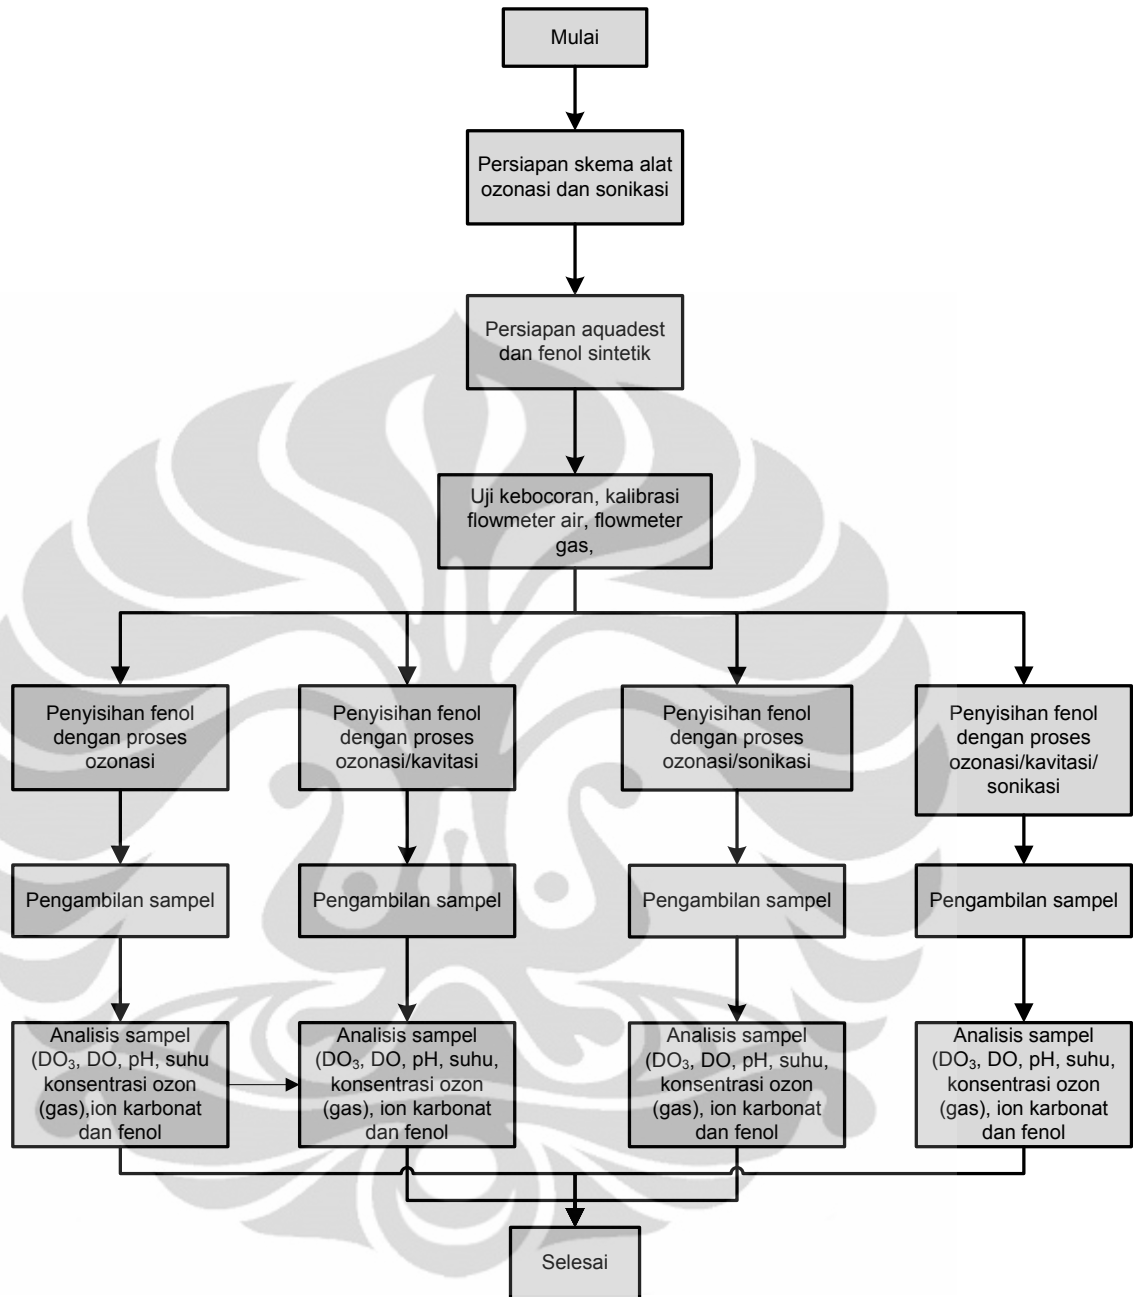 Mulai
Persiapan skema alat
ozonasi dan sonikasi
Persiapan aquadest
dan fenol sintetik
Uji kebocoran, kalibrasi
flowmeter air, flowmeter
gas,
Penyisihan fenol
dengan proses
ozonasi
Penyisihan fenol
dengan proses
ozonasi/kavitasi
Penyisihan fenol
dengan proses
ozonasi/sonikasi
Penyisihan fenol
dengan proses
ozonasi/kavitasi/
sonikasi
Pengambilan sampel
Pengambilan sampel
Pengambilan sampel
Pengambilan sampel
Analisis sampel
(DO₃, DO, pH, suhu
konsentrasi ozon
(gas),ion karbonat
dan fenol
Analisis sampel
(DO₃, DO, pH, suhu,
konsentrasi ozon
(gas), ion karbonat
dan fenol
Analisis sampel
(DO₃, DO, pH, suhu,
konsentrasi ozon
(gas), ion karbonat
dan fenol
Analisis sampel
(DO₃, DO, pH, suhu,
konsentrasi ozon
(gas), ion karbonat
dan fenol
Selesai